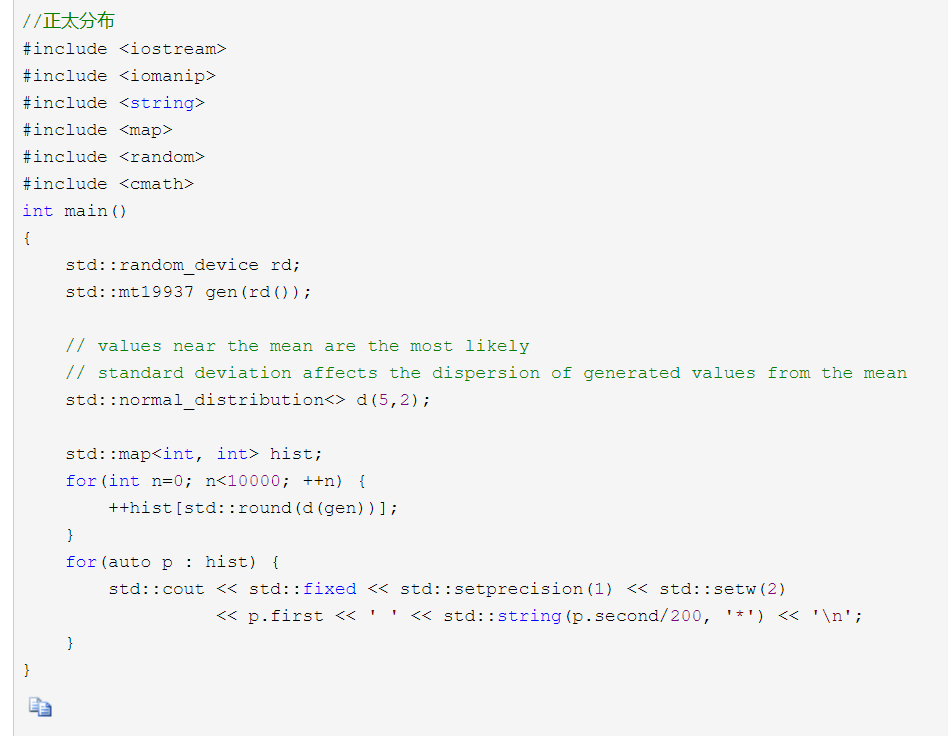 //正太分布
#include <iostream>
#include <iomanip>
#include <string>
#include <map>
#include <random>
#include <cmath>
int main()
{
    std::random_device rd;
    std::mt19937 gen(rd());
    // values near the mean are the most likely
    // standard deviation affects the dispersion of generated values from the mean
    std::normal_distribution<> d(5,2);
    std::map<int, int> hist;
    for(int n=0; n<10000; ++n) {
        ++hist[std::round(d(gen))];
    }
    for(auto p : hist) {
        std::cout << std::fixed << std::setprecision(1) << std::setw(2)
                  << p.first << ' ' << std::string(p.second/200, '*') << '\n';
    }
}